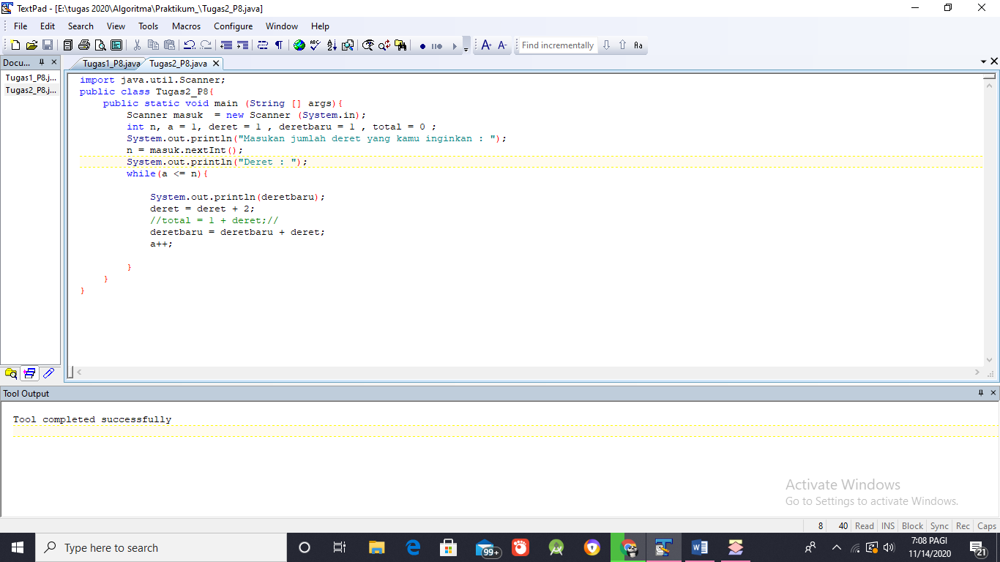 TextPad - [E:\tugas 2020\Algoritma\Praktikum_\Tugas2_P8.java]
File Edit Search View Tools Macros Configure Window Help
Find incrementally
Docu...
Tugas1_P8.java Tugas2_P8.java
Tugas1_P8.j...
Tugas2_P8.j...
import java.util.Scanner;
public class Tugas2_P8{
public static void main (String [] args){
Scanner masuk  = new Scanner (System.in);
int n, a = 1, deret = 1 , deretbaru = 1 , total = 0 ;
System.out.println("Masukan jumlah deret yang kamu inginkan : ");
n = masuk.nextInt();
System.out.println("Deret : ");
while(a <= n){
System.out.println(deretbaru);
deret = deret + 2;
//total = 1 + deret;//
deretbaru = deretbaru + deret;
a++;
}
}
}
Tool Output
Tool completed successfully
Activate Windows
Go to Settings to activate Windows.
8 40 Read INS Block Sync Rec Caps
Type here to search
99+
7:08 PAGI
11/14/2020
21